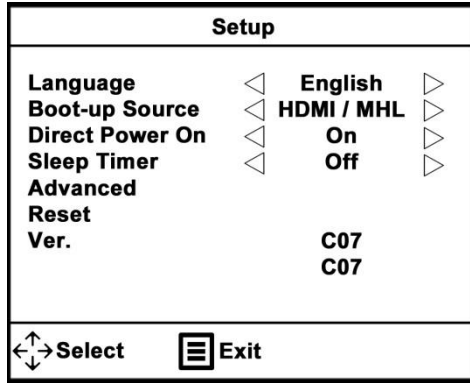 Setup
Language English
Boot-up Source HDMI / MHL
Direct Power On On
Sleep Timer Off
Advanced
Reset
Ver. C07
C07
Select Exit